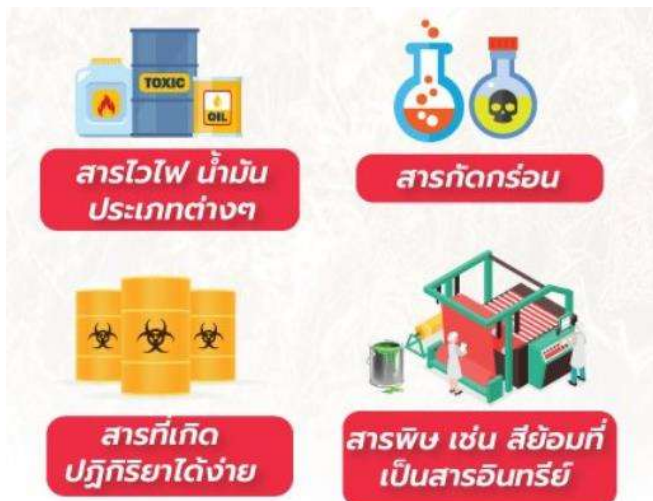 TOXIC
OIL
สารไวไฟ น้ำมัน
ประเภทต่างๆ
สารกัดกร่อน
สารที่เกิด
ปฏิกิริยาได้ง่าย
สารพิษ เช่น สีย้อมที่
เป็นสารอินทรีย์